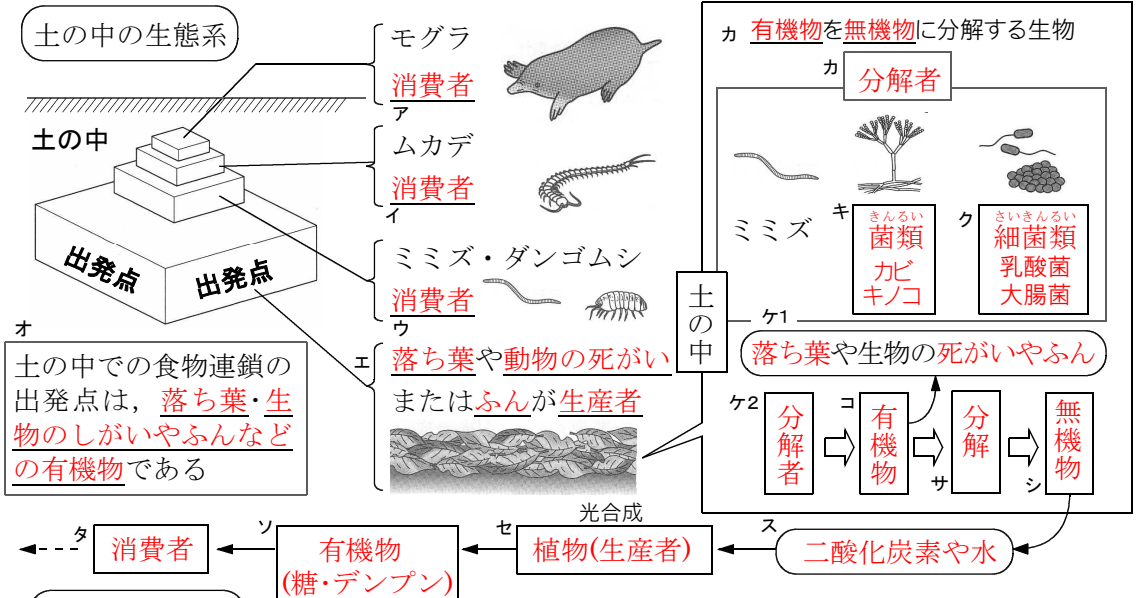 土の中の生態系
土の中
出発点
出発点
モグラ
消費者
ア
ムカデ
消費者
イ
ミミズ・ダンゴムシ
消費者
ウ
エ
落ち葉や動物の死がい
またはふんが生産者
オ
土の中での食物連鎖の
出発点は，落ち葉・生
物のしがいやふんなど
の有機物である
カ 有機物を無機物に分解する生物
カ
分解者
ミミズ
キ
きんるい
菌類
カビ
キノコ
ク
さいきんるい
細菌類
乳酸菌
大腸菌
土の中
ケ1
落ち葉や生物の死がいやふん
ケ2
分解者
コ
有機物
サ
分解
シ
無機物
ス
二酸化炭素や水
光合成
セ
植物(生産者)
ソ
有機物
(糖・デンプン)
タ
消費者